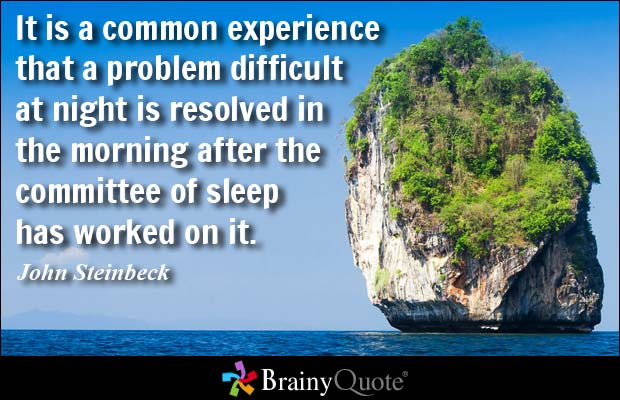 It is a common experience
that a problem difficult
at night is resolved in
the morning after the
committee of sleep
has worked on it.
John Steinbeck
BrainyQuote®